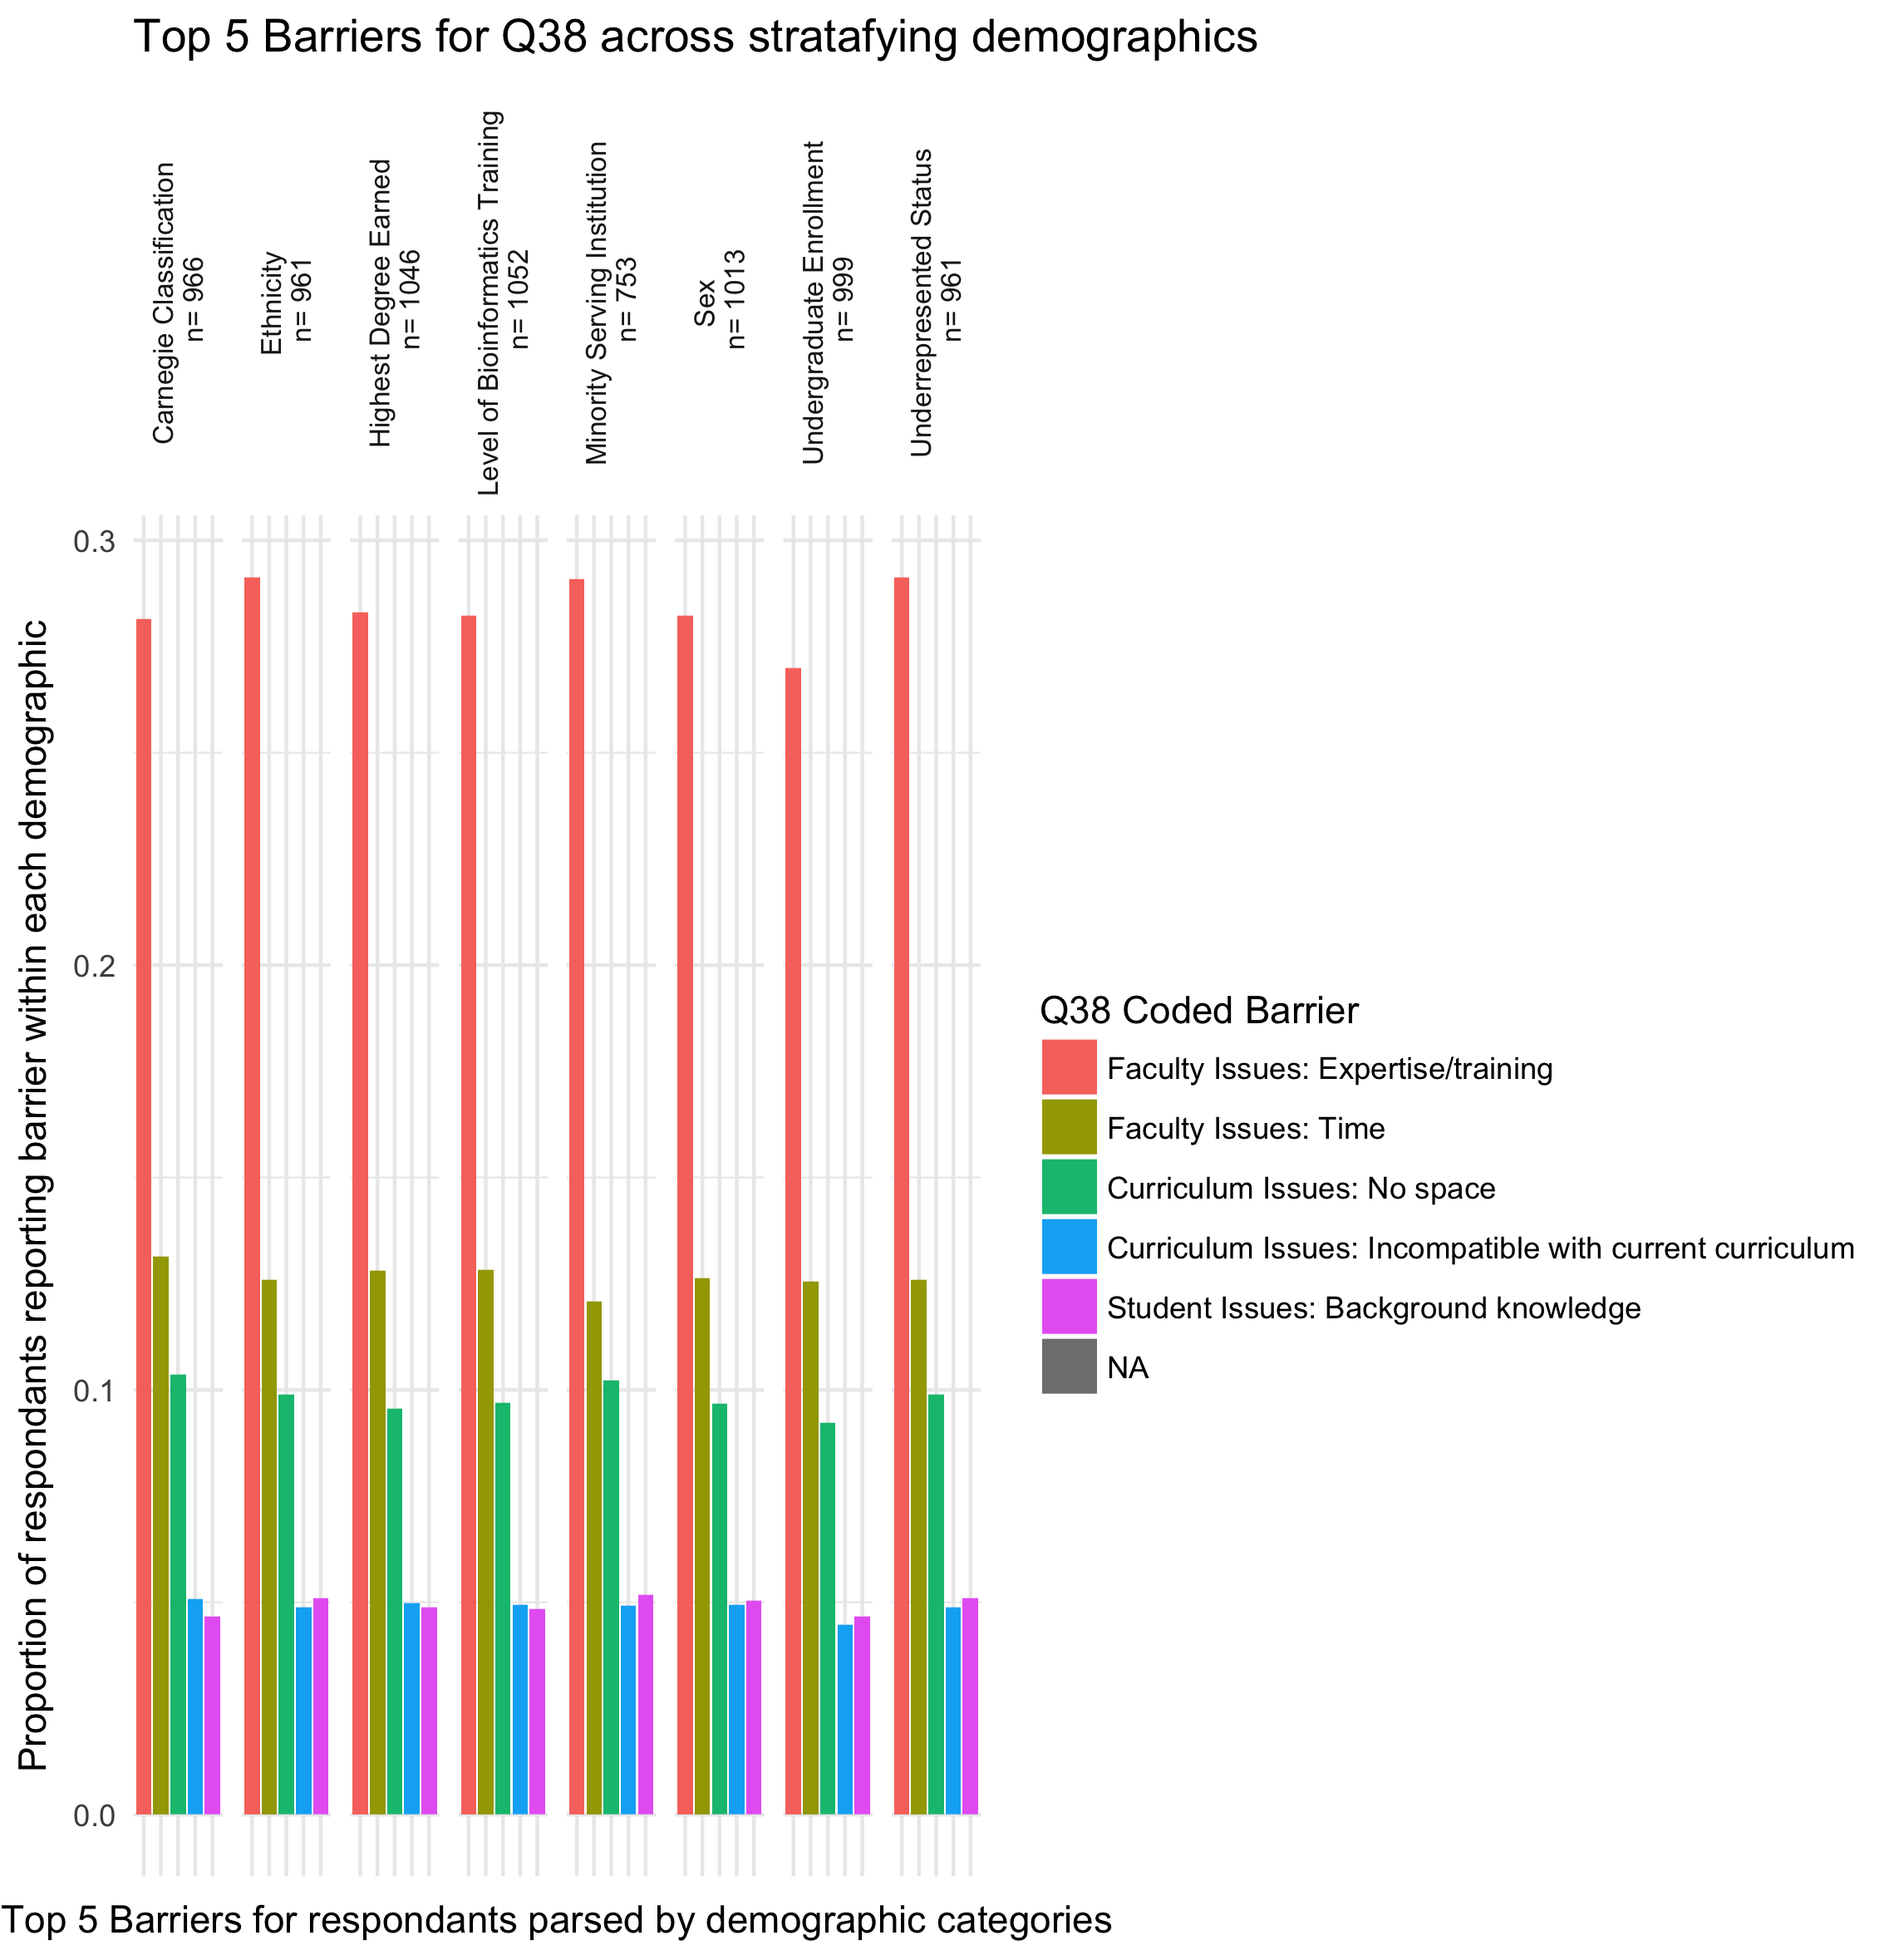 Top 5 Barriers for Q38 across stratafying demographics
Carnegie Classification
n= 966
Ethnicity
n= 961
Highest Degree Earned
n= 1046
Level of Bioinformatics Training
n= 1052
Minority Serving Institution
n= 753
Sex
n= 1013
Undergraduate Enrollment
n= 999
Underrepresented Status
n= 961
Proportion of respondants reporting barrier within each demographic
0.3
0.2
0.1
0.0
Q38 Coded Barrier
Faculty Issues: Expertise/training
Faculty Issues: Time
Curriculum Issues: No space
Curriculum Issues: Incompatible with current curriculum
Student Issues: Background knowledge
NA
Top 5 Barriers for respondants parsed by demographic categories